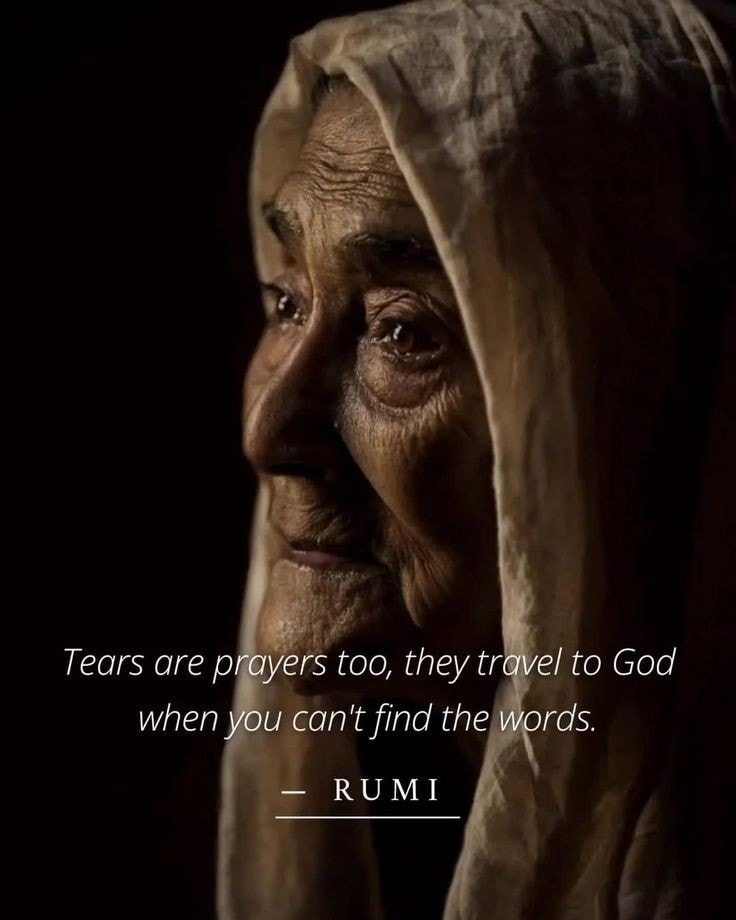 Tears are prayers too, they travel to God
when you can't find the words.
— RUMI